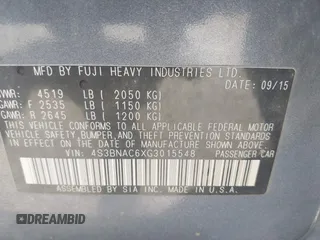 MFD BY FUJI HEAVY INDUSTRIES LTD.
DATE: 09/15
GVWR: 4519 LB ( 2050 KG)
GAWR: F 2535 LB ( 1150 KG)
GAWR: R 2645 LB ( 1200 KG)
THIS VEHICLE CONFORMS TO ALL APPLICABLE U.S. FEDERAL MOTOR
VEHICLE SAFETY, BUMPER, AND THEFT PREVENTION STANDARDS
IN EFFECT ON THE DATE OF MANUFACTURE SHOWN ABOVE.
VIN: 4S3BNAC6XG3015548 PASSENGER CAR
ASSEMBLED BY SIA INC. MADE IN U.S.A.
© DREAMBID